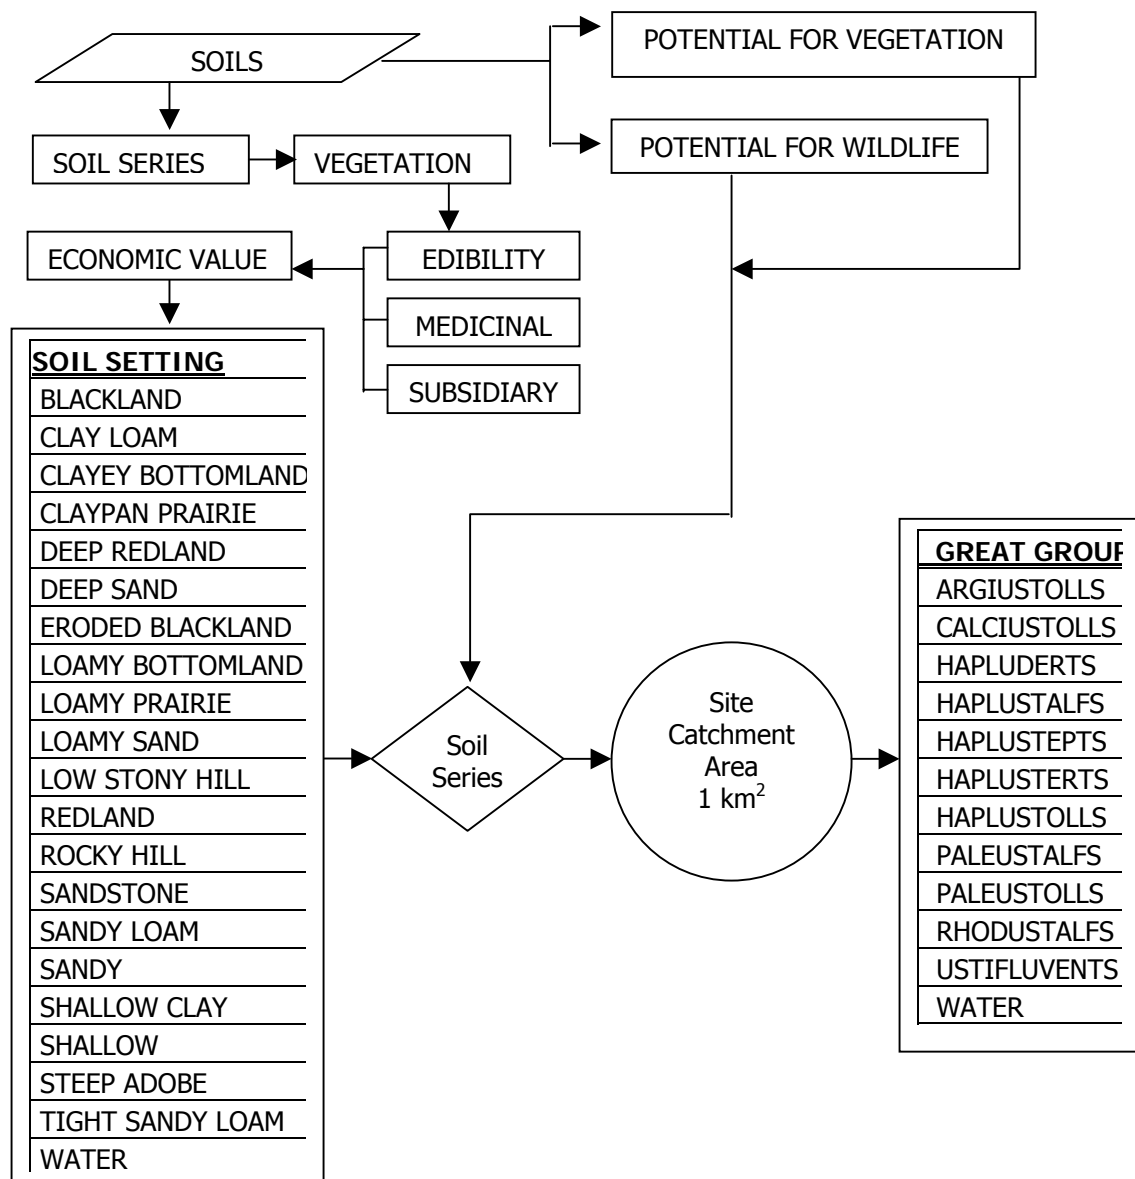 SOILS
POTENTIAL FOR VEGETATION
POTENTIAL FOR WILDLIFE
SOIL SERIES
VEGETATION
ECONOMIC VALUE
EDIBILITY
MEDICINAL
SUBSIDIARY
SOIL SETTING
BLACKLAND
CLAY LOAM
CLAYEY BOTTOMLAND
CLAYPAN PRAIRIE
DEEP REDLAND
DEEP SAND
ERODED BLACKLAND
LOAMY BOTTOMLAND
LOAMY PRAIRIE
LOAMY SAND
LOW STONY HILL
REDLAND
ROCKY HILL
SANDSTONE
SANDY LOAM
SANDY
SHALLOW CLAY
SHALLOW
STEEP ADOBE
TIGHT SANDY LOAM
WATER
Soil
Series
Site
Catchment
Area
1 km²
GREAT GROUP
ARGIUSTOLLS
CALCIUSTOLLS
HAPLUDERTS
HAPLUSTALFS
HAPLUSTEPTS
HAPLUSTERTS
HAPLUSTOLLS
PALEUSTALFS
PALEUSTOLLS
RHODUSTALFS
USTIFLUVENTS
WATER